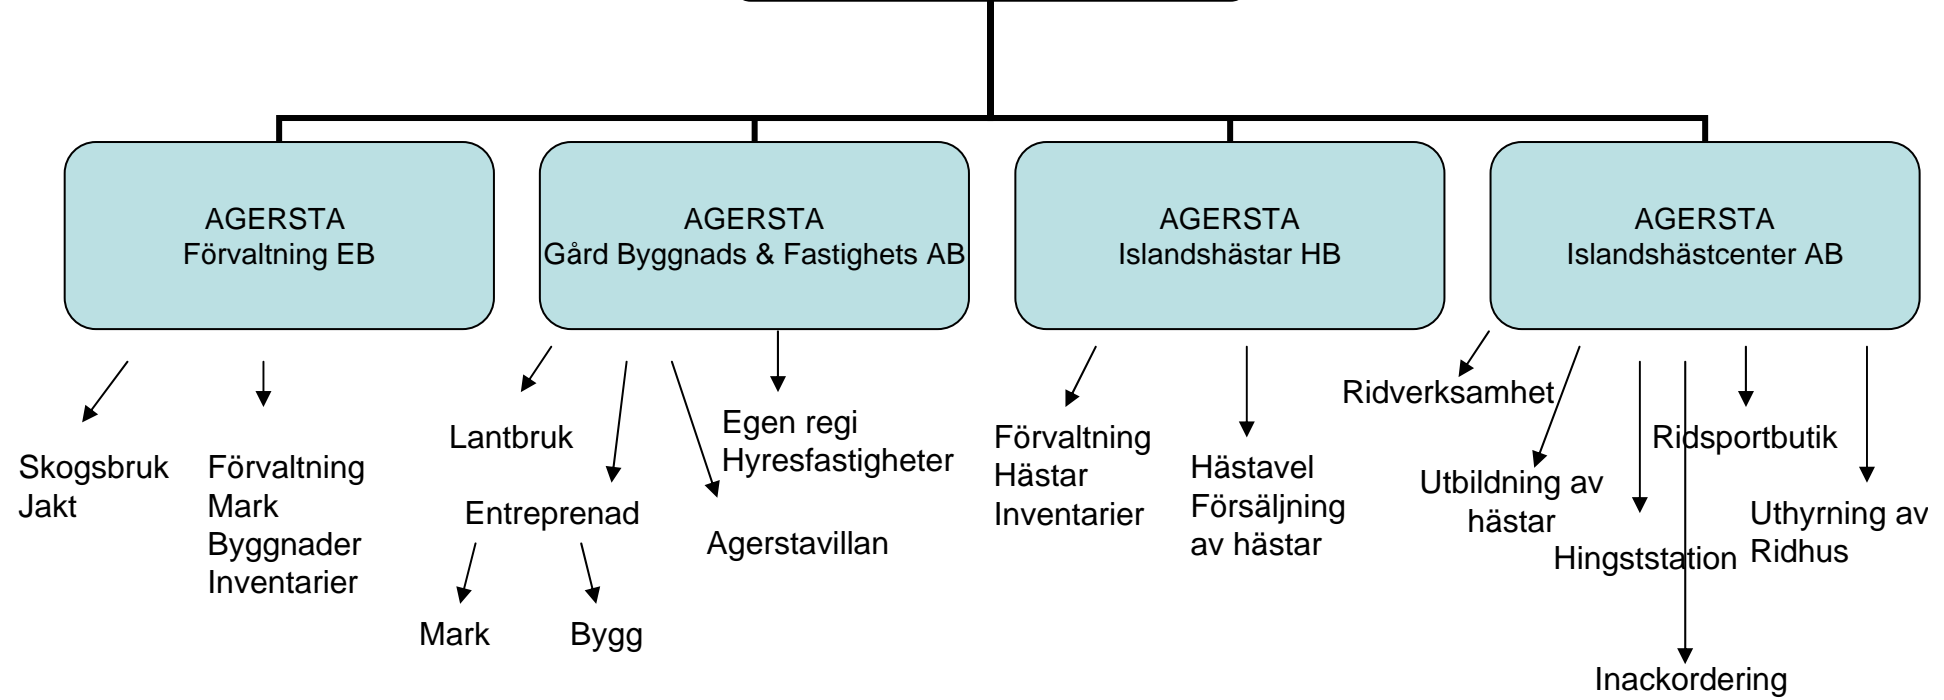 AGERSTA
Förvaltning EB
AGERSTA
Gård Byggnads & Fastighets AB
AGERSTA
Islandshästar HB
AGERSTA
Islandshästcenter AB
Skogsbruk
Jakt
Förvaltning
Mark
Byggnader
Inventarier
Lantbruk
Entreprenad
Mark
Bygg
Agerstavillan
Egen regi
Hyresfastigheter
Förvaltning
Hästar
Inventarier
Hästavel
Försäljning
av hästar
Ridverksamhet
Utbildning av
hästar
Hingststation
Inackordering
Ridsportbutik
Uthyrning av
Ridhus